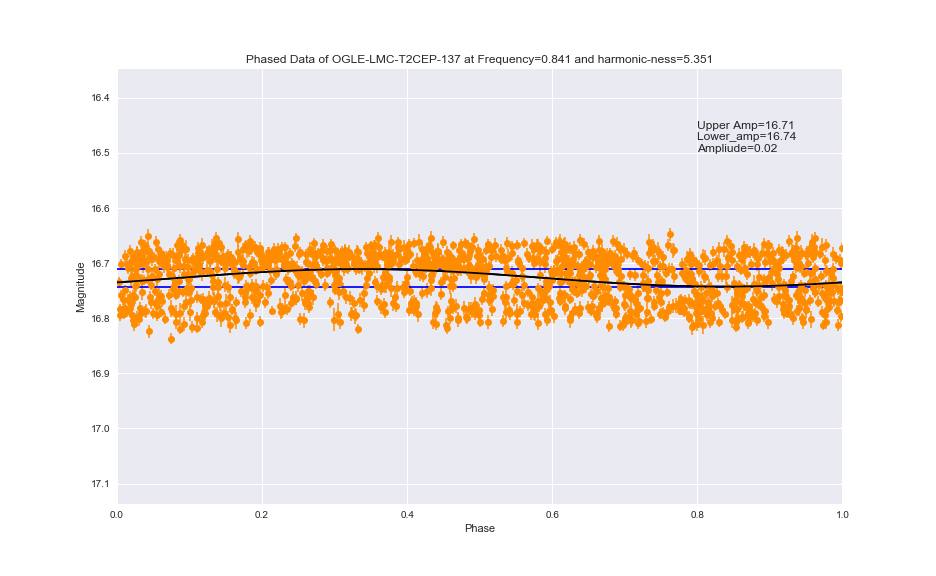 Phased Data of OGLE-LMC-T2CEP-137 at Frequency=0.841 and harmonic-ness=5.351
16.4
Upper Amp=16.71
Lower_amp=16.74
Ampliude=0.02
16.5
16.6
16.7
Magnitude
16.8
16.9
17.0
17.1
0.0 0.2 0.4 0.6 0.8 1.0
Phase